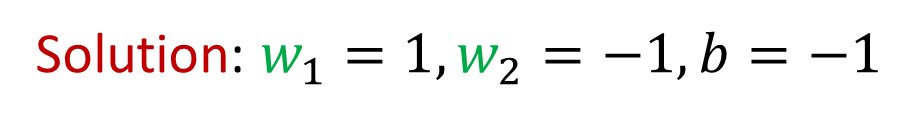 Solution: w₁ = 1, w₂ = −1, b = −1